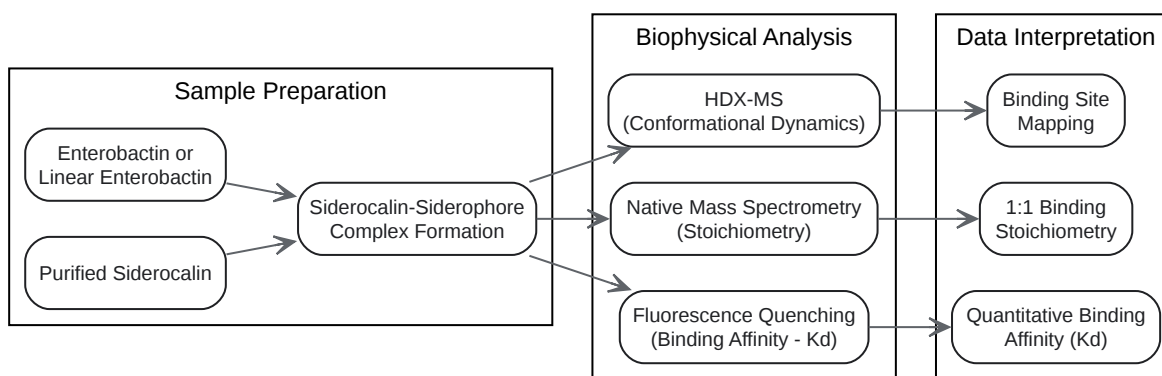 Sample Preparation
Enterobactin or
Linear Enterobactin
Purified Siderocalin
Siderocalin-Siderophore
Complex Formation
Biophysical Analysis
HDX-MS
(Conformational Dynamics)
Native Mass Spectrometry
(Stoichiometry)
Fluorescence Quenching
(Binding Affinity - Kd)
Data Interpretation
Binding Site
Mapping
1:1 Binding
Stoichiometry
Quantitative Binding
Affinity (Kd)